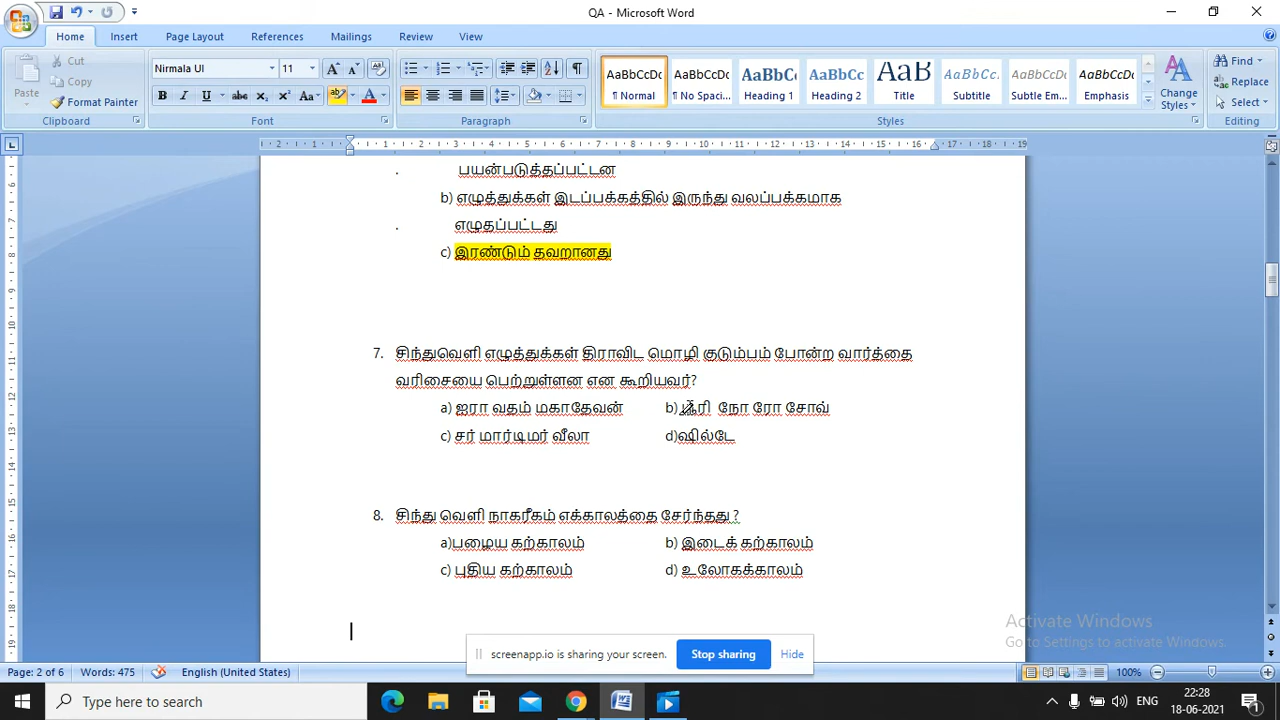 QA - Microsoft Word
Home Insert Page Layout References Mailings Review View
Paste
Cut
Copy
Format Painter
Clipboard
Nirmala UI 11
Font
Paragraph
AaBbCcDc AaBbCcDc AaBbCc AaBbCc AaB AaBbCc. AaBbCcDc AaBbCcDc
¶ Normal ¶ No Spaci... Heading 1 Heading 2 Title Subtitle Subtle Em... Emphasis
Change Styles
Styles
Find
Replace
Select
Editing
பயன்படுத்தப்பட்டன
b) எழுத்துக்கள் இடப்பக்கத்தில் இருந்து வலப்பக்கமாக
எழுதப்பட்டது
c) இரண்டும் தவறானது
7. சிந்துவெளி எழுத்துக்கள் திராவிட மொழி குடும்பம் போன்ற வார்த்தை
வரிசையை பெற்றுள்ளன என கூறியவர்?
a) ஐரா வதம் மகாதேவன் b) நோ ரோ சோவ்
c) சர் மார்டிமர் வீலா d)ஷில்டே
8. சிந்து வெளி நாகரீகம் எக்காலத்தை சேர்ந்தது ?
a)பழைய கற்காலம் b) இடைக் கற்காலம்
c) புதிய கற்காலம் d) உலோகக்காலம்
Activate Windows
Go to Settings to activate Windows.
screenapp.io is sharing your screen. Stop sharing Hide
Page: 2 of 6 Words: 475 English (United States) 100%
Type here to search
ENG
22:28
18-06-2021